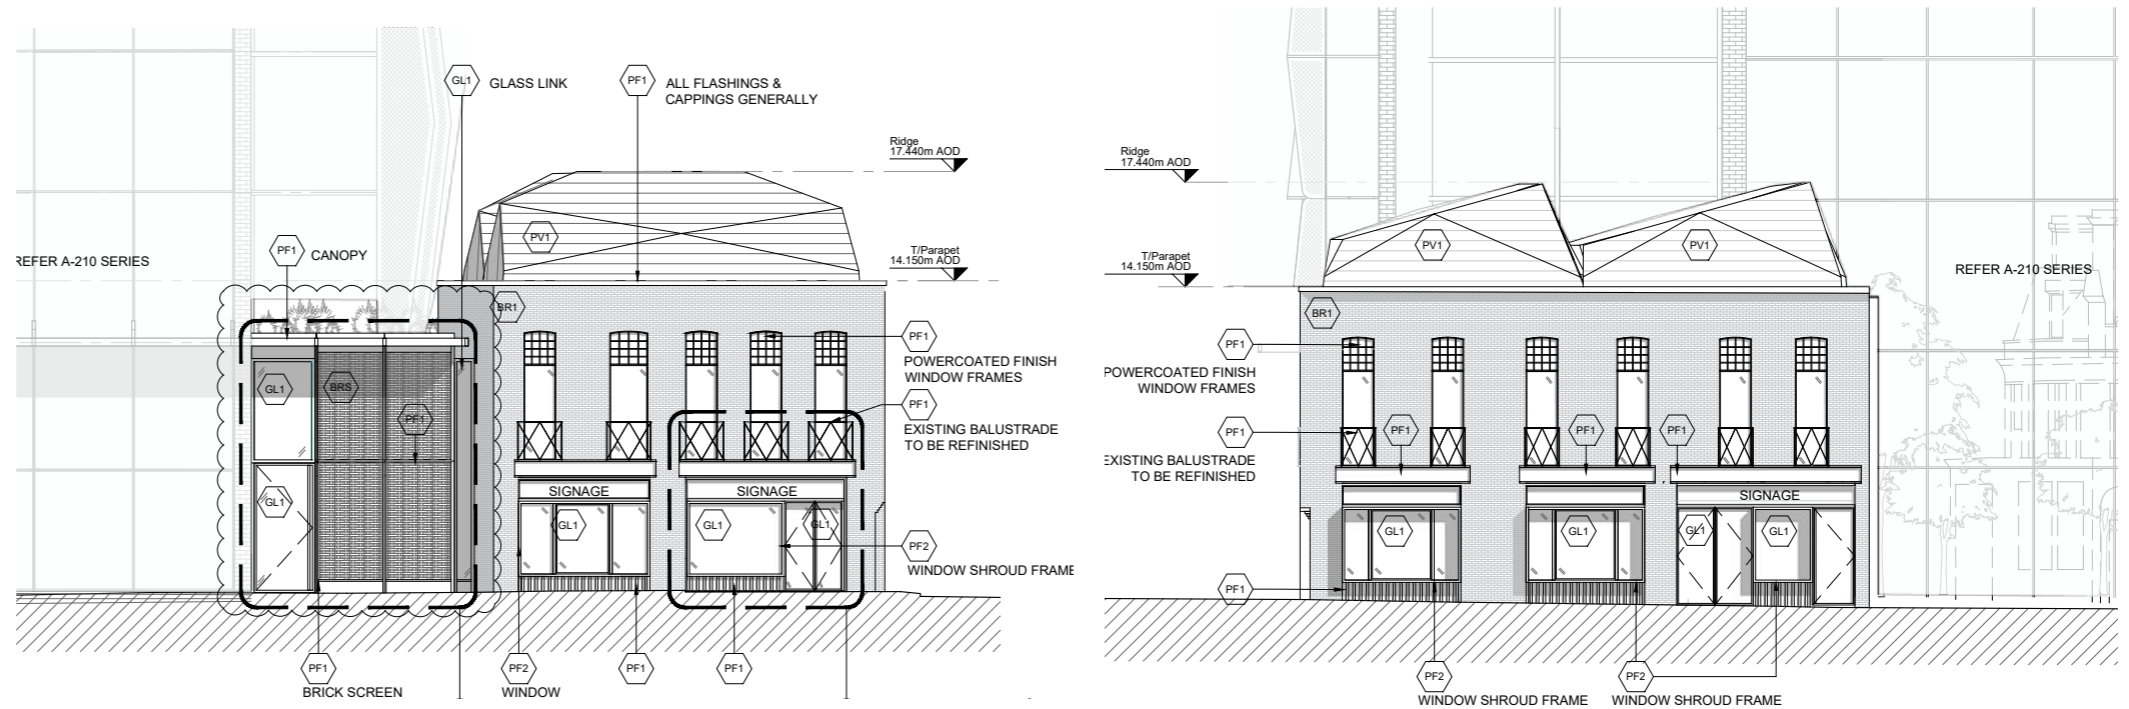 GL1
GLASS LINK
PF1
ALL FLASHINGS &
CAPPINGS GENERALLY
Ridge
17.440m AOD
PV1
PF1
CANOPY
REFER A-210 SERIES
T/Parapet
14.150m AOD
BR1
PF1
POWERCOATED FINISH
WINDOW FRAMES
GL1
BRS
PF1
PF1
EXISTING BALUSTRADE
TO BE REFINISHED
SIGNAGE
SIGNAGE
GL1
GL1
GL1
GL1
PF2
WINDOW SHROUD FRAME
PF1
BRICK SCREEN
PF2
WINDOW
PF1
PF1
Ridge
17.440m AOD
PV1
PV1
T/Parapet
14.150m AOD
REFER A-210 SERIES
BR1
PF1
POWERCOATED FINISH
WINDOW FRAMES
PF1
EXISTING BALUSTRADE
TO BE REFINISHED
PF1
PF1
PF1
SIGNAGE
GL1
GL1
GL1
GL1
PF1
PF2
WINDOW SHROUD FRAME
PF2
WINDOW SHROUD FRAME